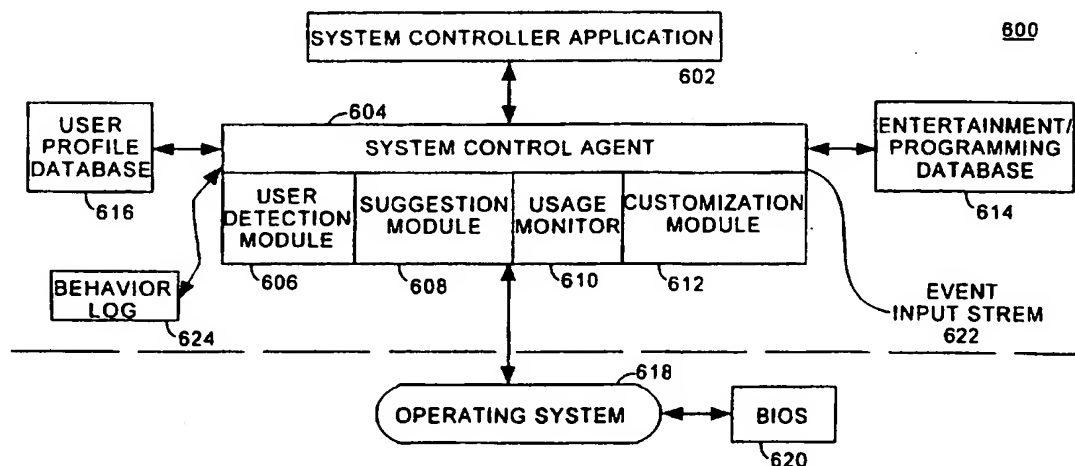 600
SYSTEM CONTROLLER APPLICATION
602
604
USER
PROFILE
DATABASE
616
SYSTEM CONTROL AGENT
ENTERTAINMENT/
PROGRAMMING
DATABASE
614
USER
DETECTION
MODULE
606
SUGGESTION
MODULE
608
USAGE
MONITOR
610
CUSTOMIZATION
MODULE
612
BEHAVIOR
LOG
624
EVENT
INPUT STREM
622
618
OPERATING SYSTEM
BIOS
620